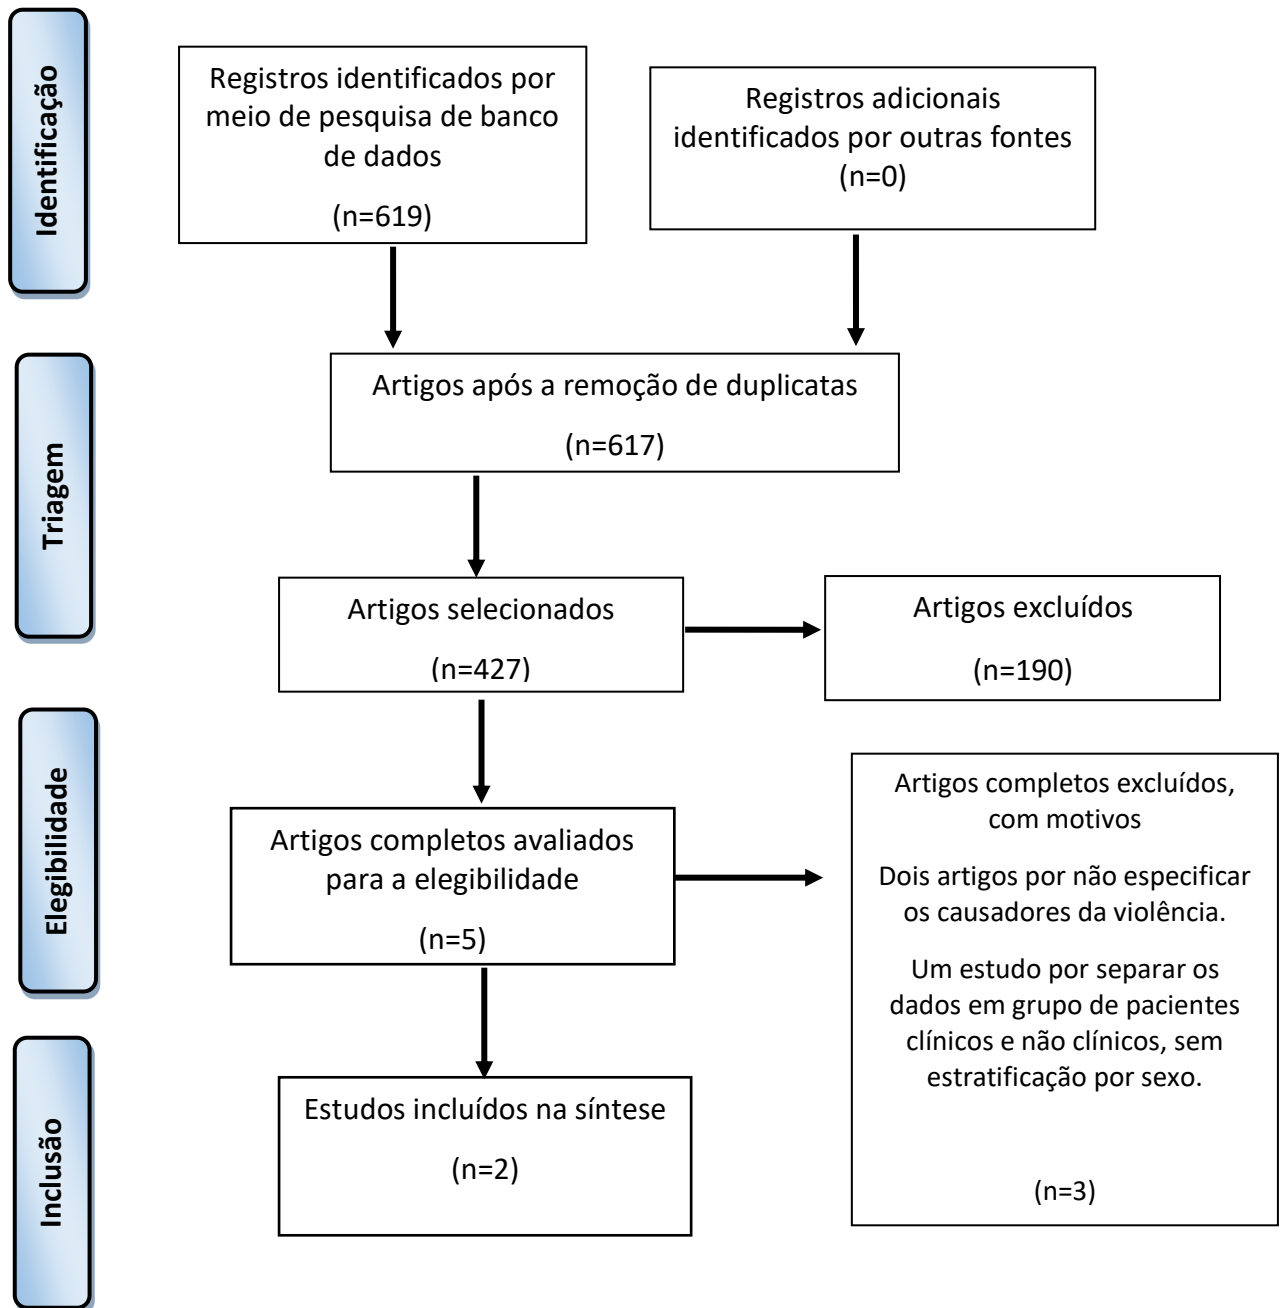 Identificação
Registros identificados por
meio de pesquisa de banco
de dados
(n=619)
Registros adicionais
identificados por outras fontes
(n=0)
Triagem
Artigos após a remoção de duplicatas
(n=617)
Artigos selecionados
(n=427)
Artigos excluídos
(n=190)
Elegibilidade
Artigos completos avaliados
para a elegibilidade
(n=5)
Artigos completos excluídos,
com motivos
Dois artigos por não especificar
os causadores da violência.
Um estudo por separar os
dados em grupo de pacientes
clínicos e não clínicos, sem
estratificação por sexo.
(n=3)
Inclusão
Estudos incluídos na síntese
(n=2)